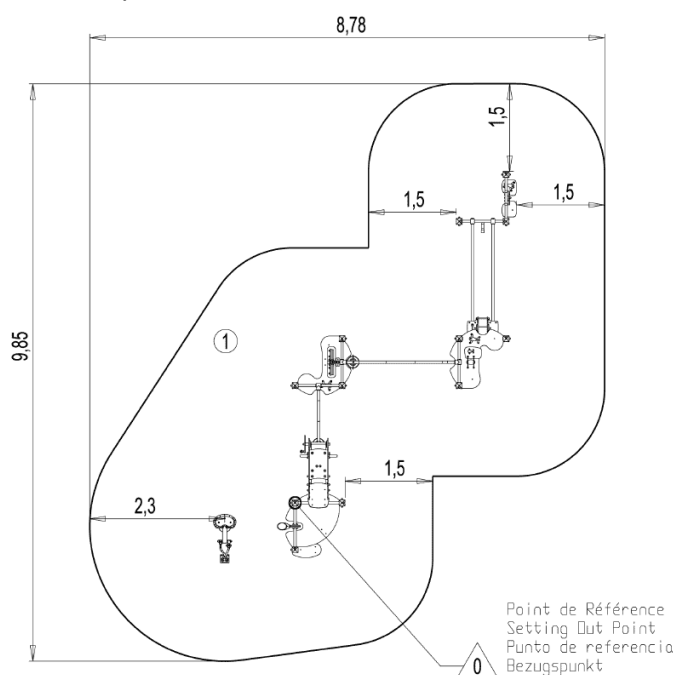 8,78
1,5
1,5
1,5
9,85
1
1,5
2,3
Point de Référence
Setting Out Point
Punto de referencia
0
Bezugspunkt